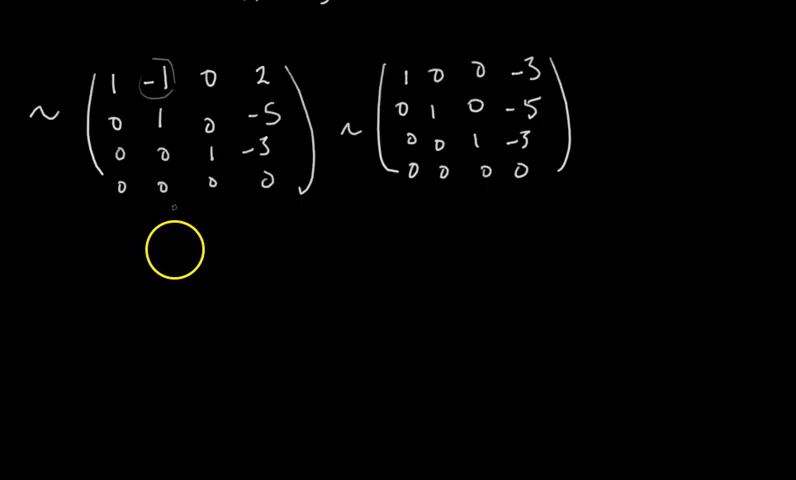 ~ ( 1 -1 0 2 ) ~ ( 1 0 0 -3 )
0 1 0 -5 0 1 0 -5
0 0 1 -3 0 0 1 -3
0 0 0 0 0 0 0 0